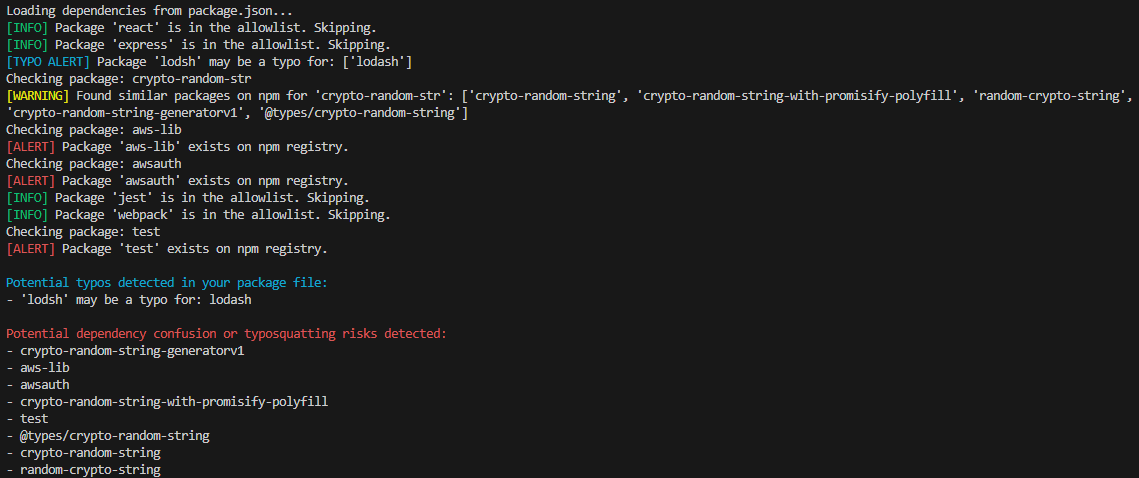 Loading dependencies from package.json...
[INFO] Package 'react' is in the allowlist. Skipping.
[INFO] Package 'express' is in the allowlist. Skipping.
[TYPO ALERT] Package 'lodsh' may be a typo for: ['lodash']
Checking package: crypto-random-str
[WARNING] Found similar packages on npm for 'crypto-random-str': ['crypto-random-string', 'crypto-random-string-with-promisify-polyfill', 'random-crypto-string',
'crypto-random-string-generatorv1', '@types/crypto-random-string']
Checking package: aws-lib
[ALERT] Package 'aws-lib' exists on npm registry.
Checking package: awsauth
[ALERT] Package 'awsauth' exists on npm registry.
[INFO] Package 'jest' is in the allowlist. Skipping.
[INFO] Package 'webpack' is in the allowlist. Skipping.
Checking package: test
[ALERT] Package 'test' exists on npm registry.

Potential typos detected in your package file:
- 'lodsh' may be a typo for: lodash

Potential dependency confusion or typosquatting risks detected:
- crypto-random-string-generatorv1
- aws-lib
- awsauth
- crypto-random-string-with-promisify-polyfill
- test
- @types/crypto-random-string
- crypto-random-string
- random-crypto-string